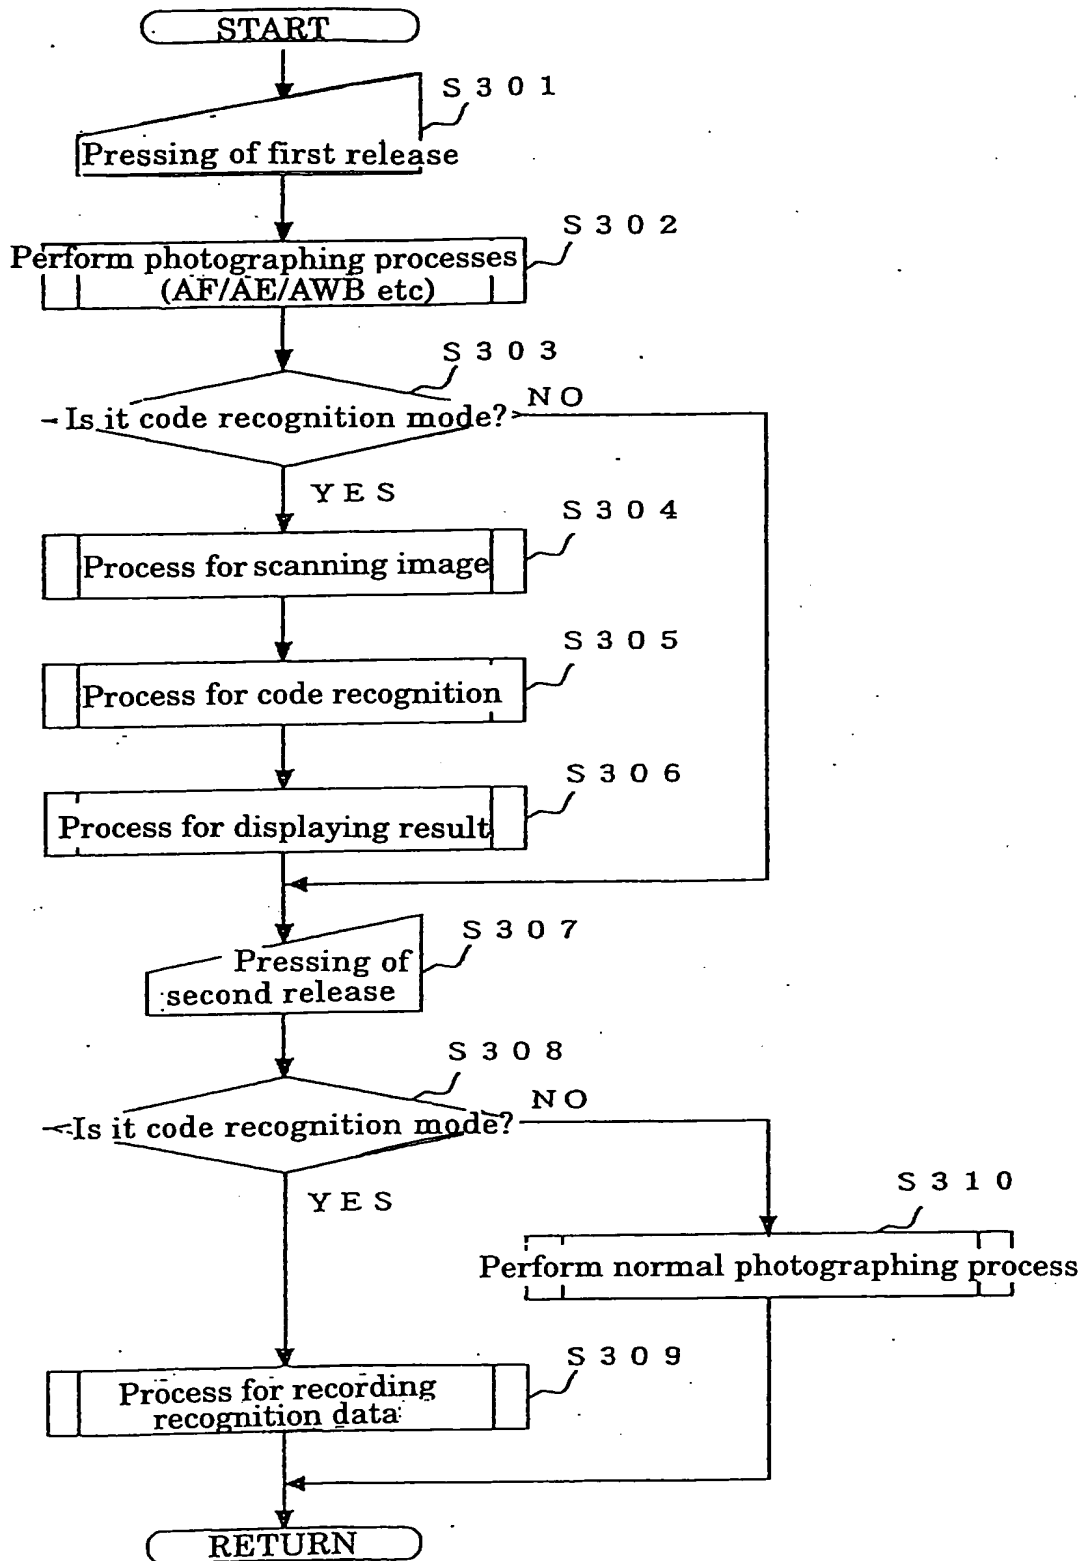 START
S301
Pressing of first release
S302
Perform photographing processes
(AF/AE/AWB etc)
S303
Is it code recognition mode?
NO
YES
S304
Process for scanning image
S305
Process for code recognition
S306
Process for displaying result
S307
Pressing of
second release
S308
Is it code recognition mode?
NO
YES
S310
Perform normal photographing process
S309
Process for recording
recognition data
RETURN